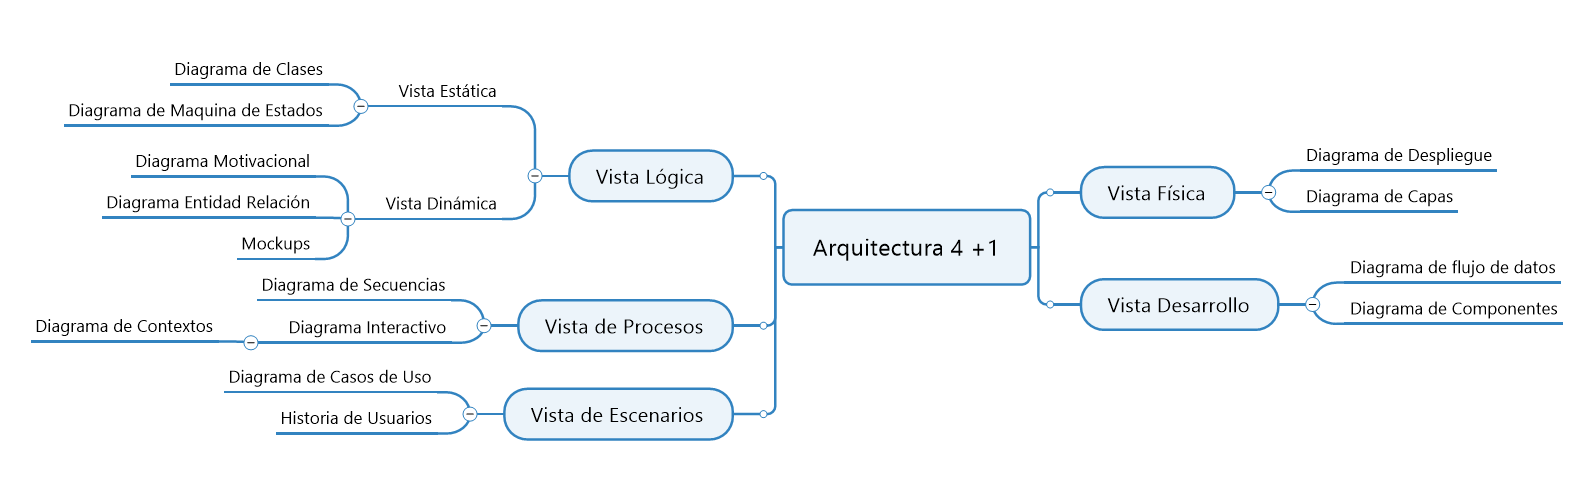 Arquitectura 4 +1
Vista Lógica
Vista Estática
Diagrama de Clases
Diagrama de Maquina de Estados
Vista Dinámica
Diagrama Motivacional
Diagrama Entidad Relación
Mockups
Vista de Procesos
Diagrama de Secuencias
Diagrama Interactivo
Diagrama de Contextos
Vista de Escenarios
Diagrama de Casos de Uso
Historia de Usuarios
Vista Física
Diagrama de Despliegue
Diagrama de Capas
Vista Desarrollo
Diagrama de flujo de datos
Diagrama de Componentes